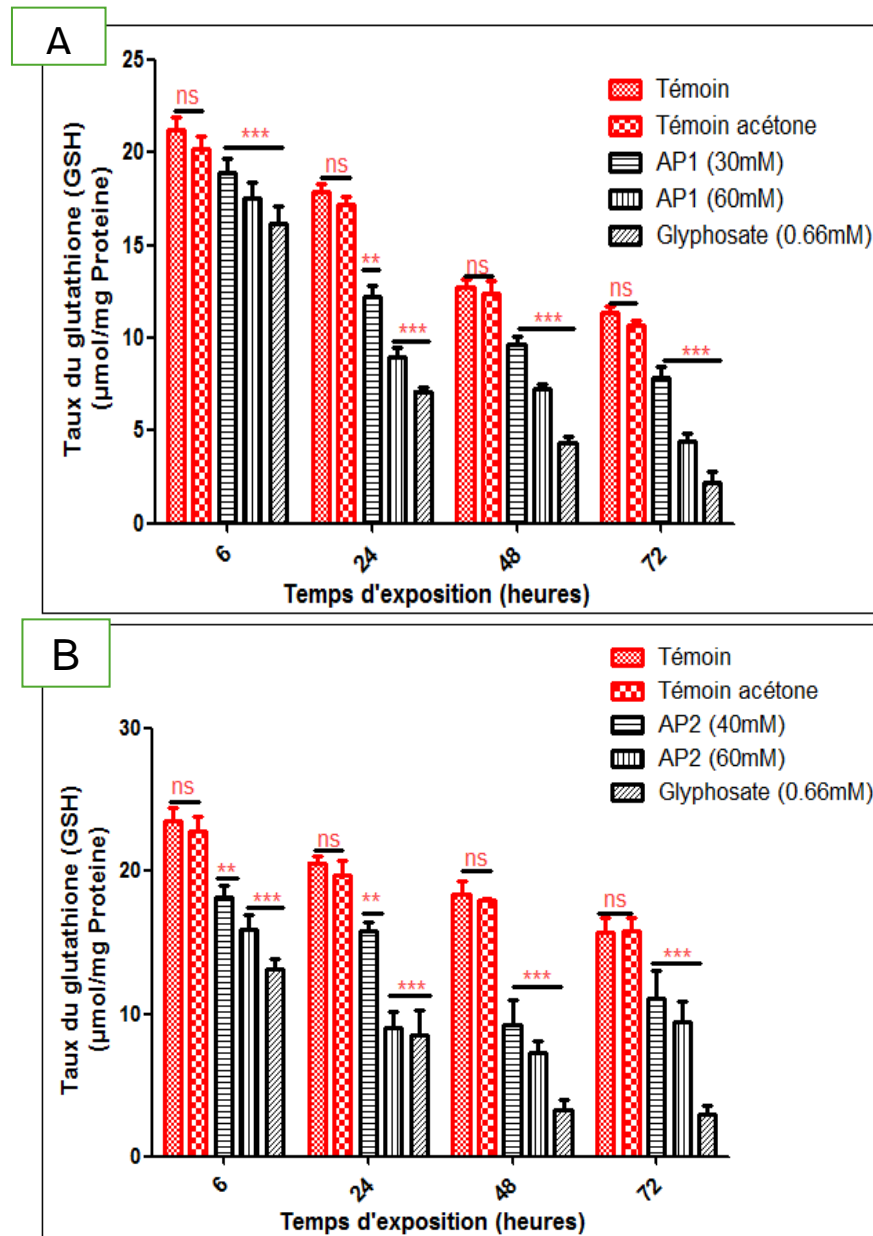 A
Taux du glutathione (GSH)
(µmol/mg Proteine)
25
20
15
10
5
0
ns
***
ns
**
***
ns
***
ns
***
Témoin
Témoin acétone
AP1 (30mM)
AP1 (60mM)
Glyphosate (0.66mM)
6
24
48
72
Temps d'exposition (heures)
B
Taux du glutathione (GSH)
(µmol/mg Proteine)
30
20
10
0
ns
**
***
ns
**
***
ns
***
ns
***
Témoin
Témoin acétone
AP2 (40mM)
AP2 (60mM)
Glyphosate (0.66mM)
6
24
48
72
Temps d'exposition (heures)